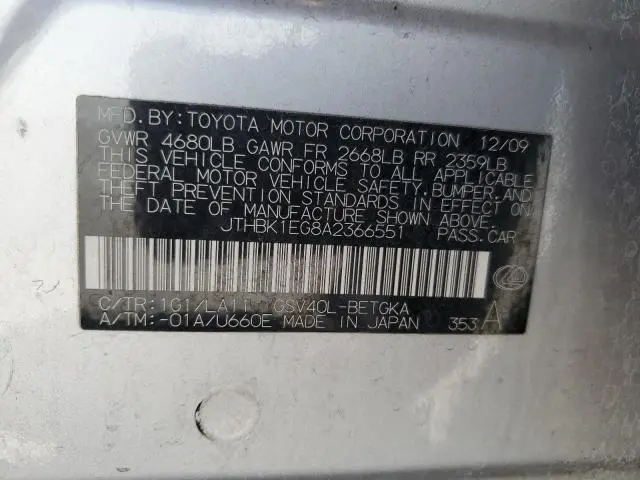 MFD. BY: TOYOTA MOTOR CORPORATION 12/09
GVWR 4680LB GAWR FR 2668LB RR 2359LB
THIS VEHICLE CONFORMS TO ALL APPLICABLE
FEDERAL MOTOR VEHICLE SAFETY, BUMPER, AND
THEFT PREVENTION STANDARDS IN EFFECT ON
THE DATE OF MANUFACTURE SHOWN ABOVE.
JTHBK1EG8A2366551 PASS. CAR
C/TR: 1G1/LA11 GSV40L-BETGKA
A/TM: -01A/U660E MADE IN JAPAN 353 A